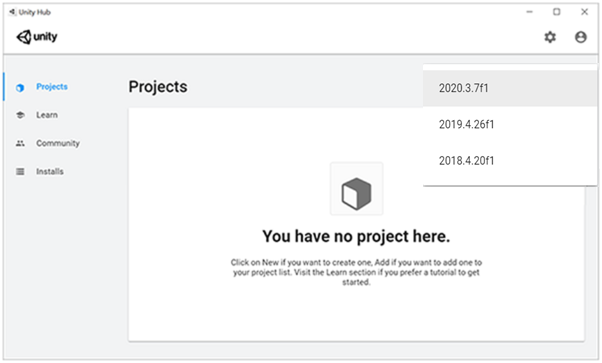 Unity Hub
unity
Projects
Learn
Community
Installs
Projects
2020.3.7f1
2019.4.26f1
2018.4.20f1
You have no project here.
Click on New if you want to create one, Add if you want to add one to
your project list. Visit the Learn section if you prefer a tutorial to get
started.